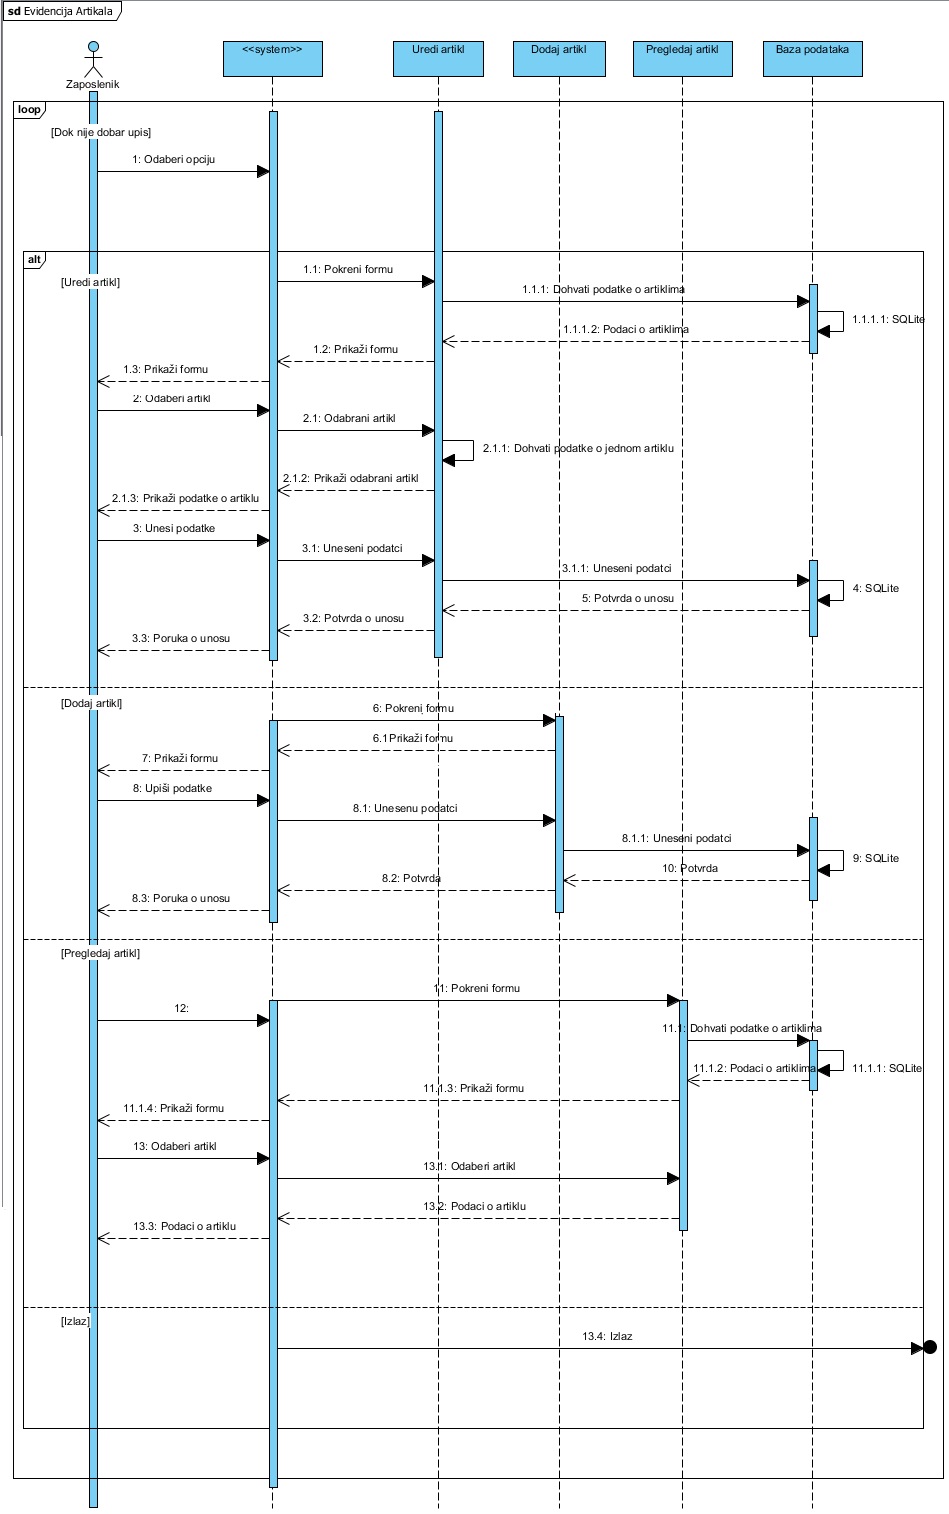 sd Evidencija Artikala
<<system>>
Uredi artikl
Dodaj artikl
Pregledaj artikl
Baza podataka
Zaposlenik
loop
[Dok nije dobar upis]
1: Odaberi opciju
alt
[Uredi artikl]
1.1: Pokreni formu
1.1.1: Dohvati podatke o artiklima
1.1.1.1: SQLite
1.1.1.2: Podaci o artiklima
1.2: Prikaži formu
1.3: Prikaži formu
2: Odaberi artikl
2.1: Odabrani artikl
2.1.1: Dohvati podatke o jednom artiklu
2.1.2: Prikaži odabrani artikl
2.1.3: Prikaži podatke o artiklu
3: Unesi podatke
3.1: Uneseni podatci
3.1.1: Uneseni podatci
4: SQLite
5: Potvrda o unosu
3.2: Potvrda o unosu
3.3: Poruka o unosu
[Dodaj artikl]
6: Pokreni formu
6.1Prikaži formu
7: Prikaži formu
8: Upiši podatke
8.1: Unesenu podatci
8.1.1: Uneseni podatci
9: SQLite
10: Potvrda
8.2: Potvrda
8.3: Poruka o unosu
[Pregledaj artikl]
11: Pokreni formu
12:
11.1: Dohvati podatke o artiklima
11.1.1: SQLite
11.1.2: Podaci o artiklima
11.1.3: Prikaži formu
11.1.4: Prikaži formu
13: Odaberi artikl
13.1: Odaberi artikl
13.2: Podaci o artiklu
13.3: Podaci o artiklu
[Izlaz]
13.4: Izlaz